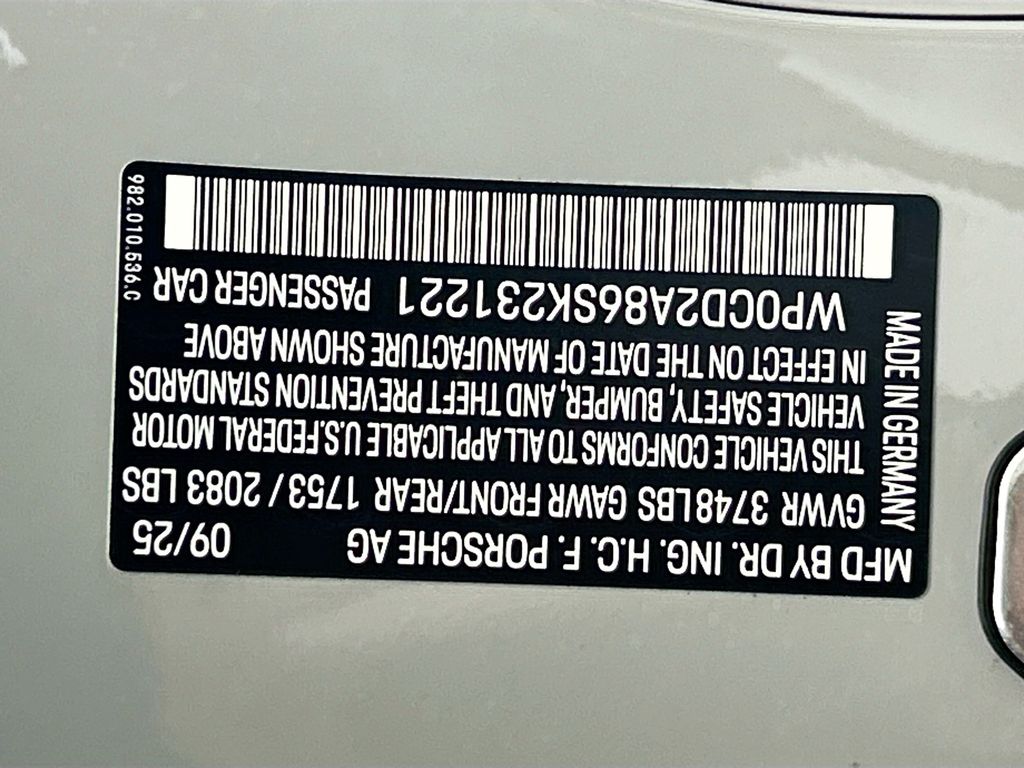 MFD BY DR. ING. H.C. F. PORSCHE AG 09/25
GVWR 3748LBS GAWR FRONT/REAR 1753/2083 LBS
THIS VEHICLE CONFORMS TO ALL APPLICABLE U.S.FEDERAL MOTOR
VEHICLE SAFETY, BUMPER, AND THEFT PREVENTION STANDARDS
IN EFFECT ON THE DATE OF MANUFACTURE SHOWN ABOVE
WP0CD2A86SK231221 PASSENGER CAR
MADE IN GERMANY
982.010.536.C